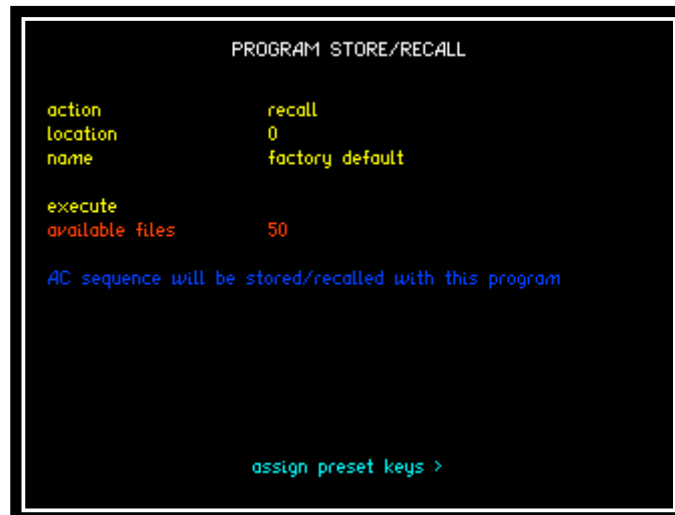 PROGRAM STORE/RECALL
action recall
location 0
name factory default
execute
available files 50
AC sequence will be stored/recalled with this program
assign preset keys >